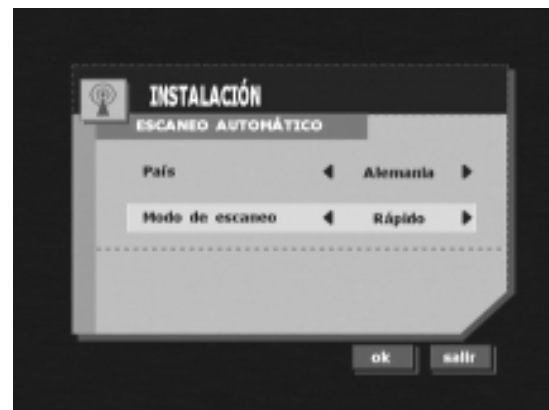 INSTALACIÓN
ESCANEO AUTOMÁTICO
País Alemania
Modo de escaneo Rápido
ok salir